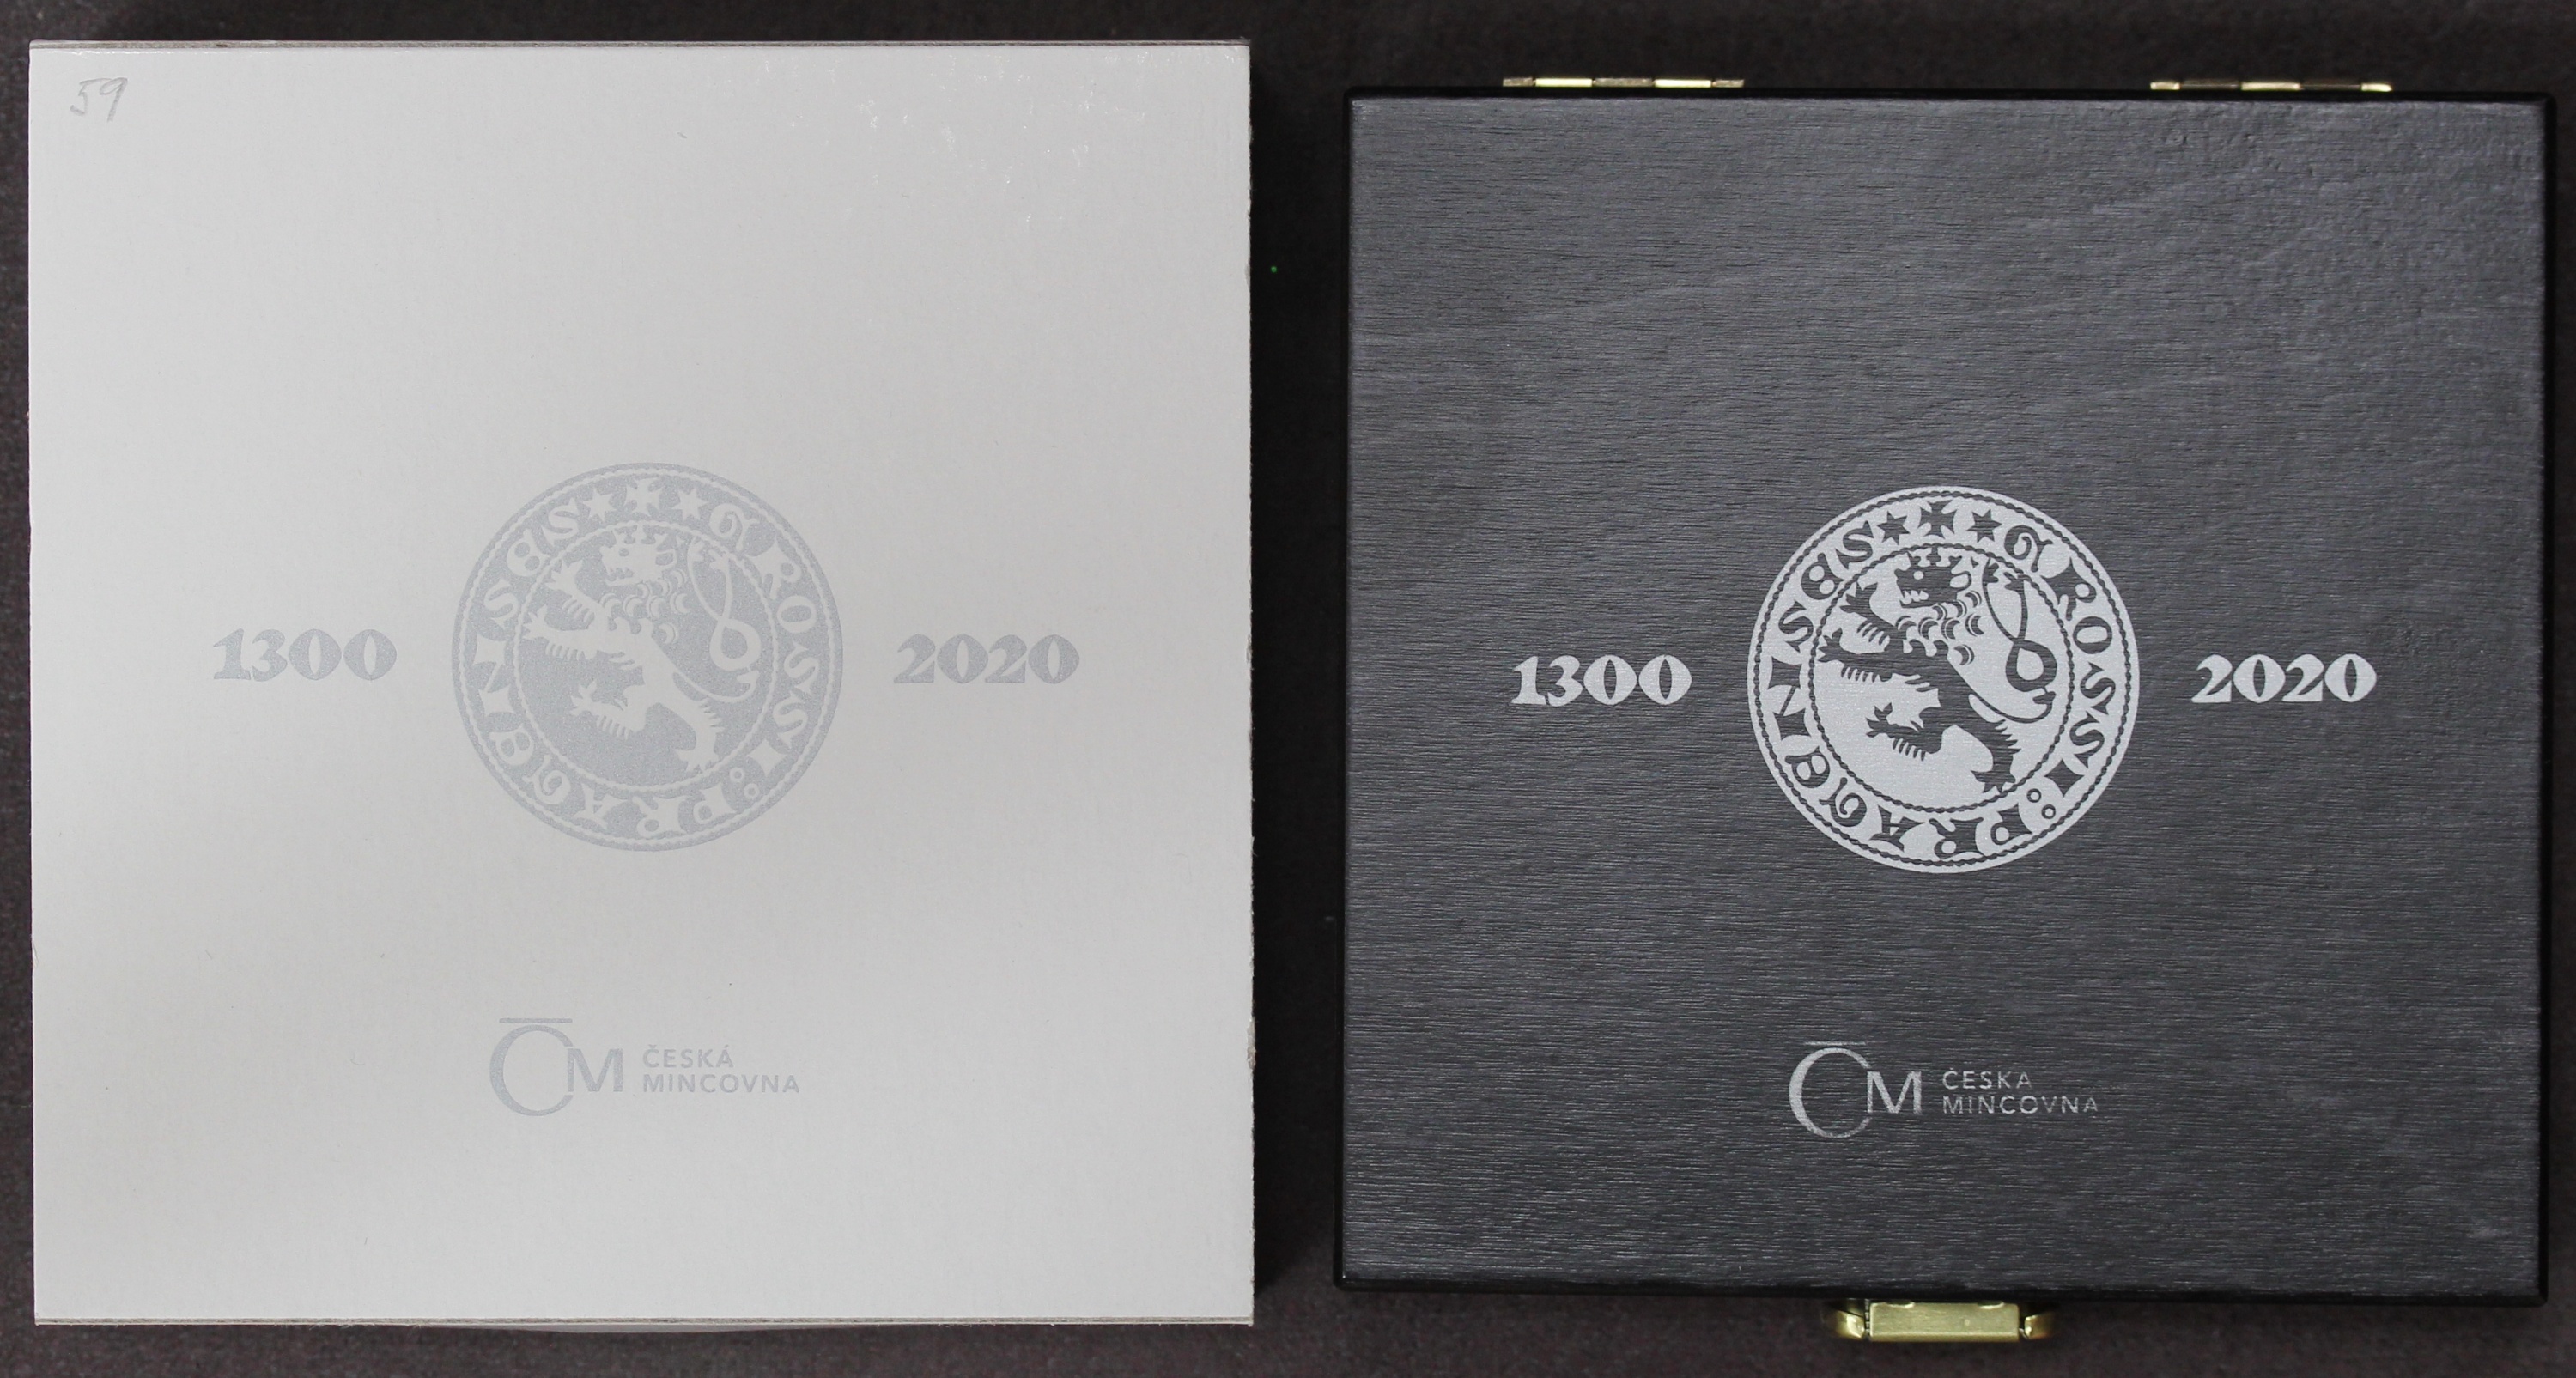 59
1300
GROSSI : PRAGENSES
2020
ČM ČESKÁ
MINCOVNA
1300
GROSSI : PRAGENSES
2020
ČM ČESKÁ
MINCOVNA